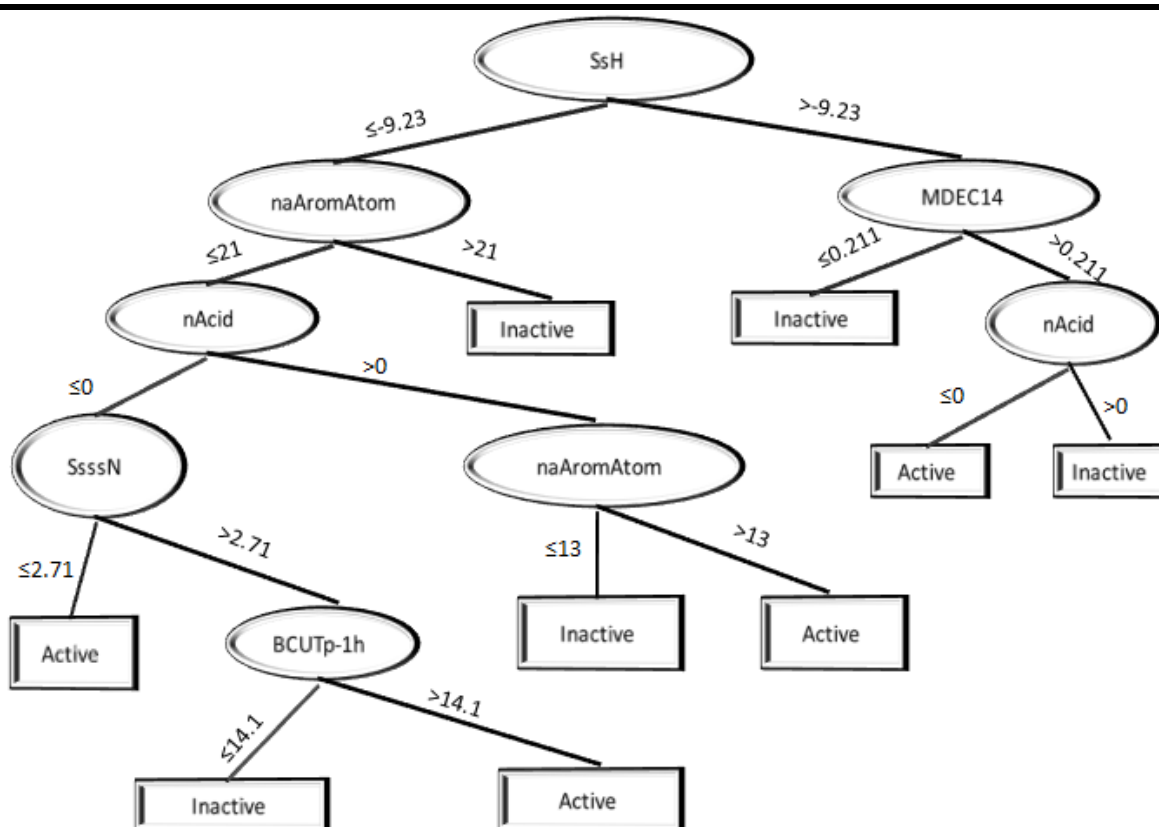 SsH
≤-9.23
>-9.23
naAromAtom
MDEC14
≤21
>21
≤0.211
>0.211
nAcid
Inactive
Inactive
nAcid
≤0
>0
≤0
>0
SsssN
naAromAtom
Active
Inactive
≤2.71
>2.71
≤13
>13
Active
BCUTp-1h
Inactive
Active
≤14.1
>14.1
Inactive
Active